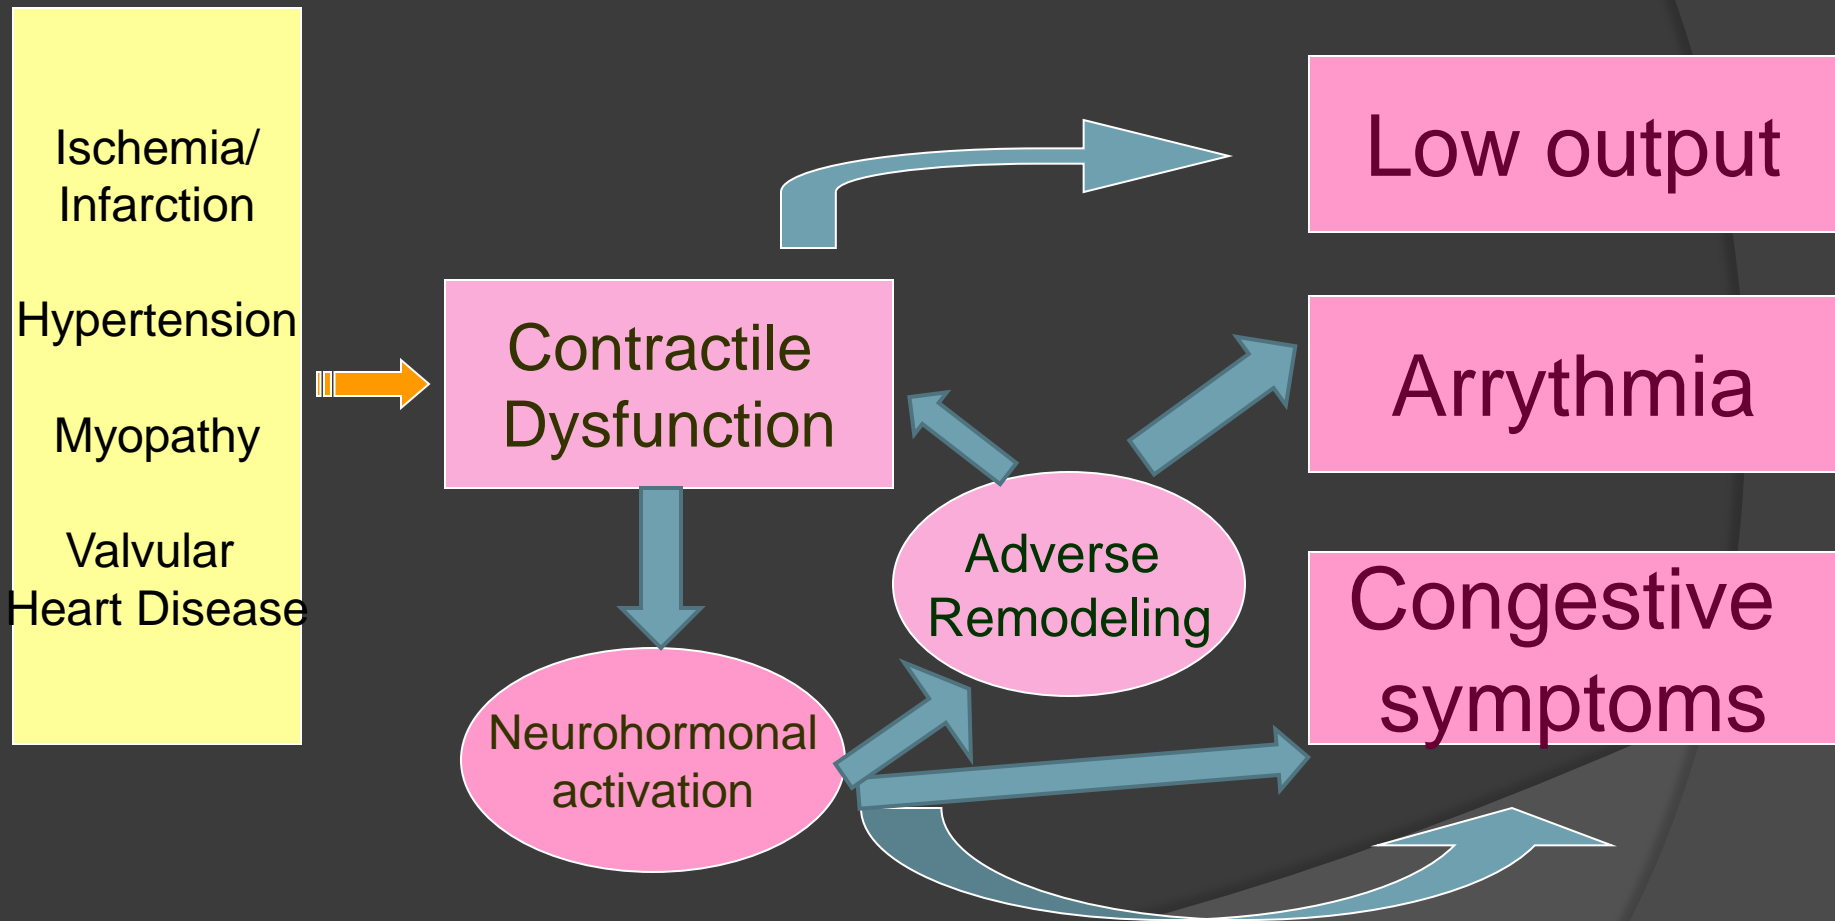 Ischemia/
Infarction
Hypertension
Myopathy
Valvular
Heart Disease
Contractile
Dysfunction
Neurohormonal
activation
Adverse
Remodeling
Low output
Arrythmia
Congestive
symptoms